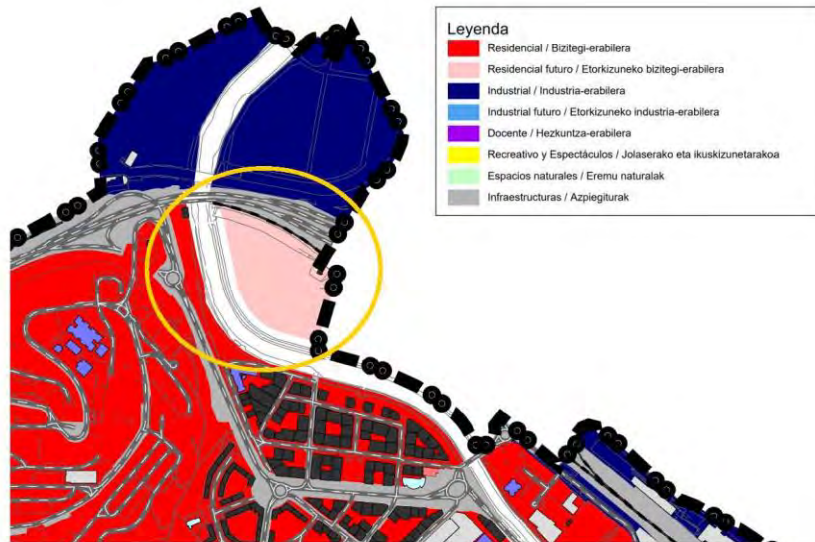 Leyenda
Residencial / Bizitegi-erabilera
Residencial futuro / Etorkizuneko bizitegi-erabilera
Industrial / Industria-erabilera
Industrial futuro / Etorkizuneko industria-erabilera
Docente / Hezkuntza-erabilera
Recreativo y Espectáculos / Jolaserako eta ikuskizunetarakoa
Espacios naturales / Eremu naturalak
Infraestructuras / Azpiegiturak